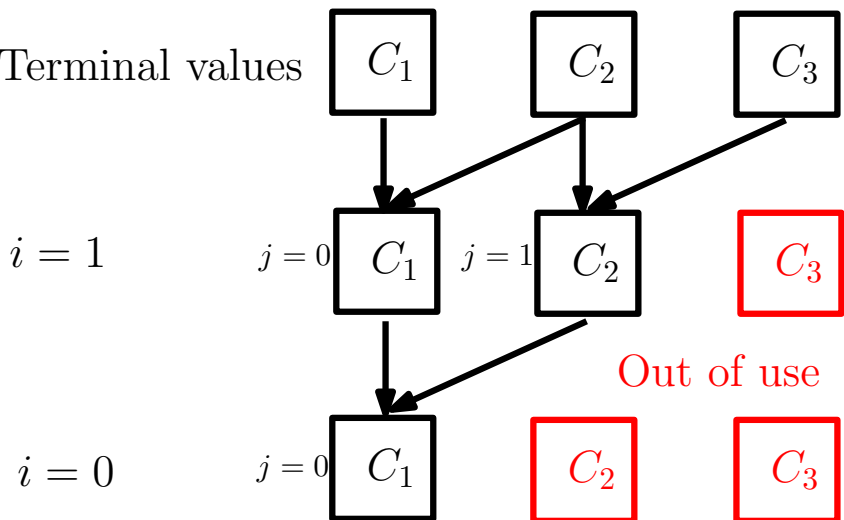 Terminal values C₁ C₂ C₃
i = 1 j = 0 C₁ j = 1 C₂ C₃
Out of use
i = 0 j = 0 C₁ C₂ C₃